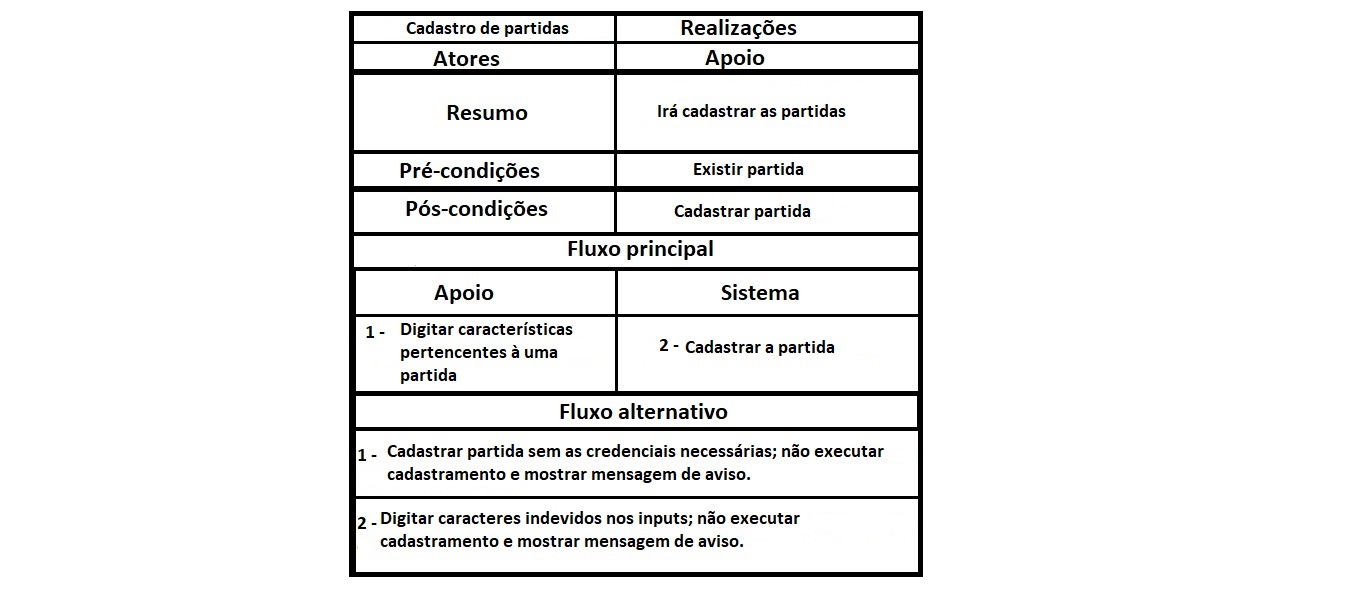 Cadastro de partidas
Realizações
Atores
Apoio
Resumo
Irá cadastrar as partidas
Pré-condições
Existir partida
Pós-condições
Cadastrar partida
Fluxo principal
Apoio
Sistema
1 - Digitar características
pertencentes à uma
partida
2 - Cadastrar a partida
Fluxo alternativo
1 - Cadastrar partida sem as credenciais necessárias; não executar
cadastramento e mostrar mensagem de aviso.
2 - Digitar caracteres indevidos nos inputs; não executar
cadastramento e mostrar mensagem de aviso.